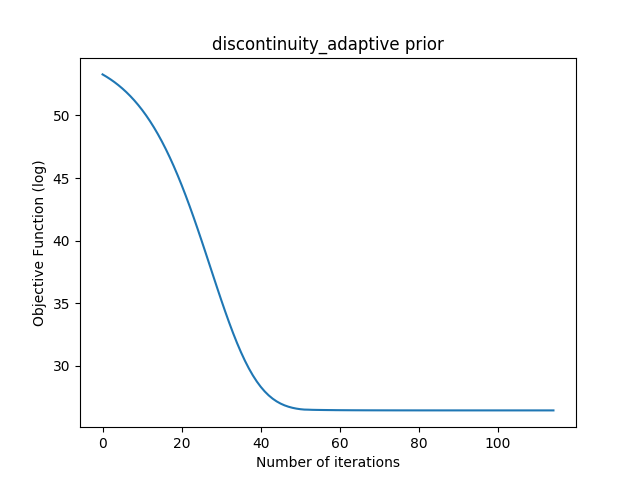 discontinuity_adaptive prior
Objective Function (log)
50
45
40
35
30
0 20 40 60 80 100
Number of iterations